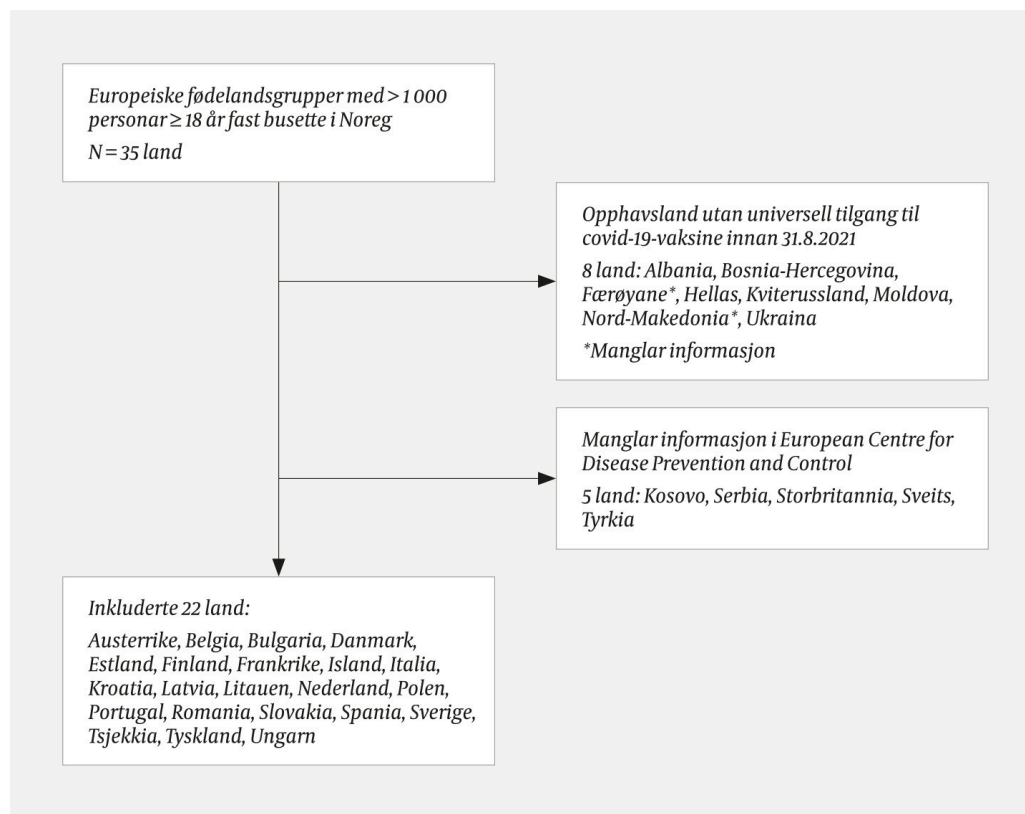 Europeiske fødelandsgrupper med > 1 000
personar ≥ 18 år fast busette i Noreg
N = 35 land
Opphavsland utan universell tilgang til
covid-19-vaksine innan 31.8.2021
8 land: Albania, Bosnia-Hercegovina,
Færøyane*, Hellas, Kviterussland, Moldova,
Nord-Makedonia*, Ukraina
*Manglar informasjon
Manglar informasjon i European Centre for
Disease Prevention and Control
5 land: Kosovo, Serbia, Storbritannia, Sveits,
Tyrkia
Inkluderte 22 land:
Austerrike, Belgia, Bulgaria, Danmark,
Estland, Finland, Frankrike, Island, Italia,
Kroatia, Latvia, Litauen, Nederland, Polen,
Portugal, Romania, Slovakia, Spania, Sverige,
Tsjekkia, Tyskland, Ungarn